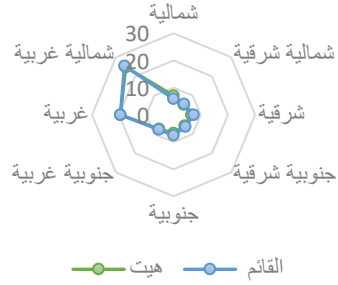 شمالية
30
شمالية غربية شمالية شرقية
20
10
غربية 0 شرقية
جنوبية غربية جنوبية شرقية
جنوبية
هيت القائم